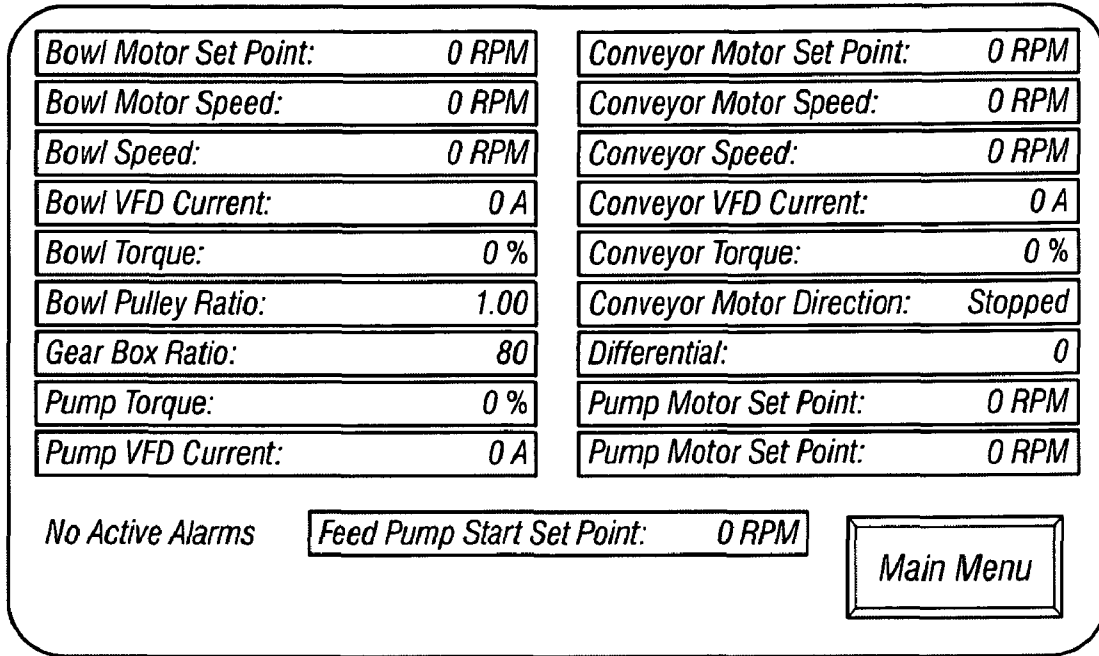 Bowl Motor Set Point: 0 RPM
Bowl Motor Speed: 0 RPM
Bowl Speed: 0 RPM
Bowl VFD Current: 0 A
Bowl Torque: 0 %
Bowl Pulley Ratio: 1.00
Gear Box Ratio: 80
Pump Torque: 0 %
Pump VFD Current: 0 A
Conveyor Motor Set Point: 0 RPM
Conveyor Motor Speed: 0 RPM
Conveyor Speed: 0 RPM
Conveyor VFD Current: 0 A
Conveyor Torque: 0 %
Conveyor Motor Direction: Stopped
Differential: 0
Pump Motor Set Point: 0 RPM
Pump Motor Set Point: 0 RPM
No Active Alarms
Feed Pump Start Set Point: 0 RPM
Main Menu